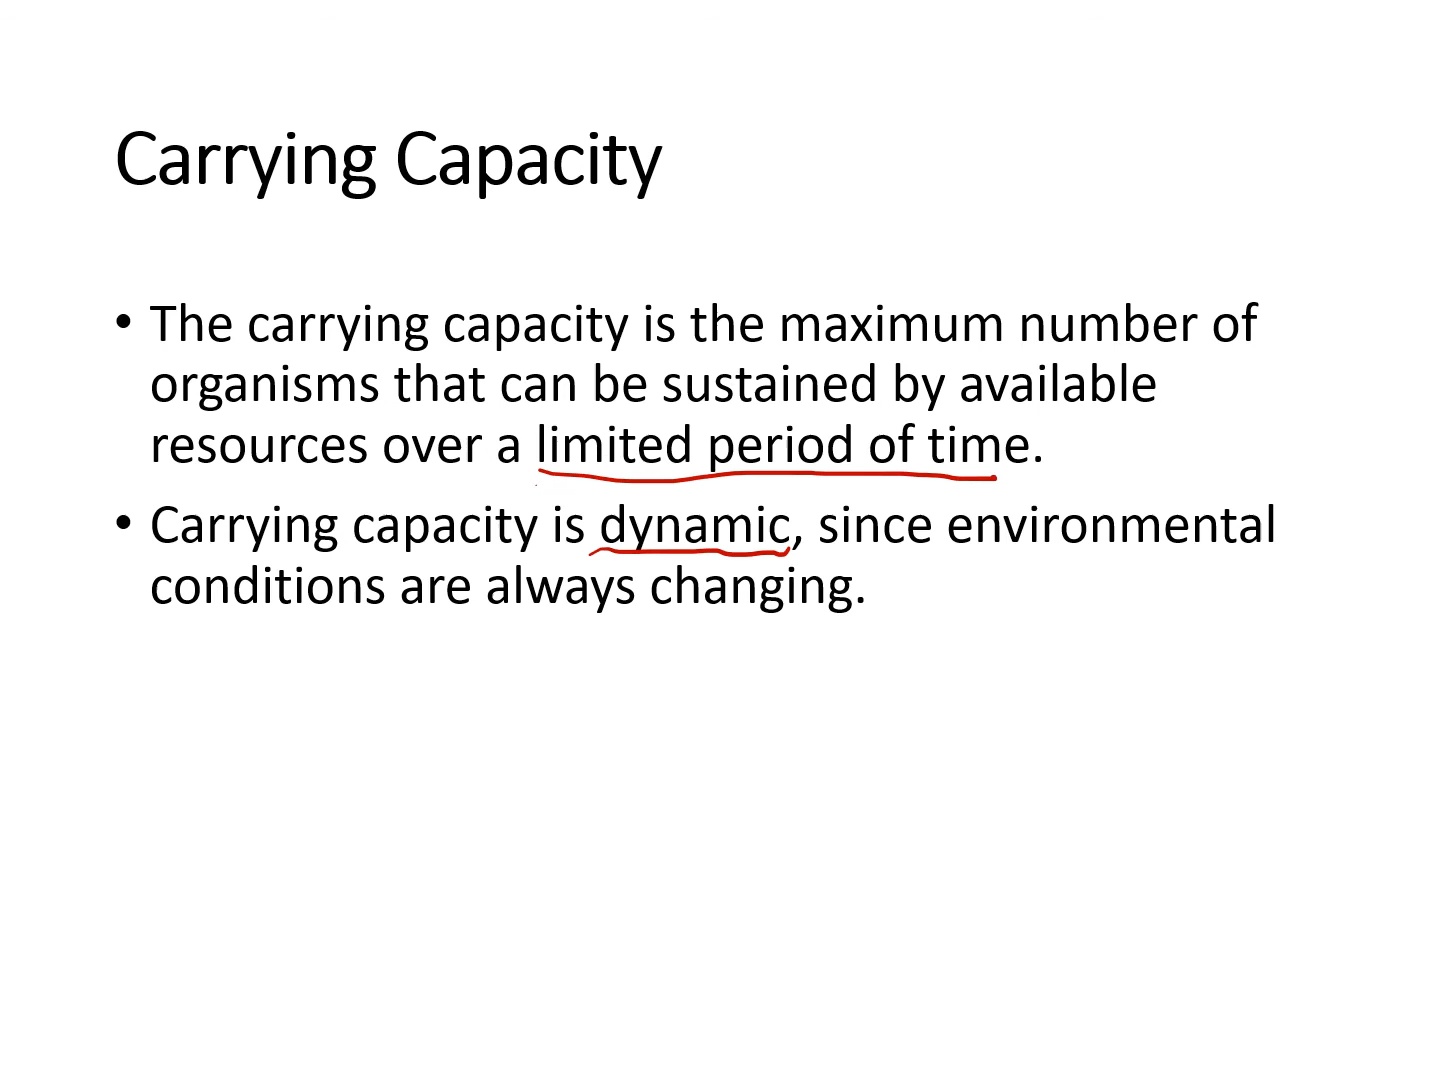 Carrying Capacity
• The carrying capacity is the maximum number of
organisms that can be sustained by available
resources over a limited period of time.
• Carrying capacity is dynamic, since environmental
conditions are always changing.